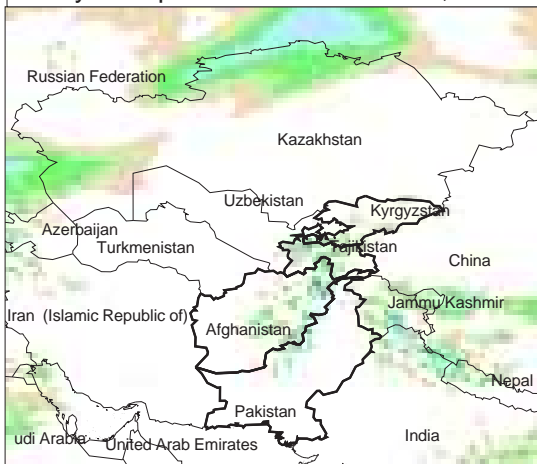 Russian Federation
Kazakhstan
Uzbekistan
Kyrgyzstan
Azerbaijan
Turkmenistan
Tajikistan
China
Iran (Islamic Republic of)
Jammu Kashmir
Afghanistan
Nepal
Pakistan
udi Arabia
United Arab Emirates
India